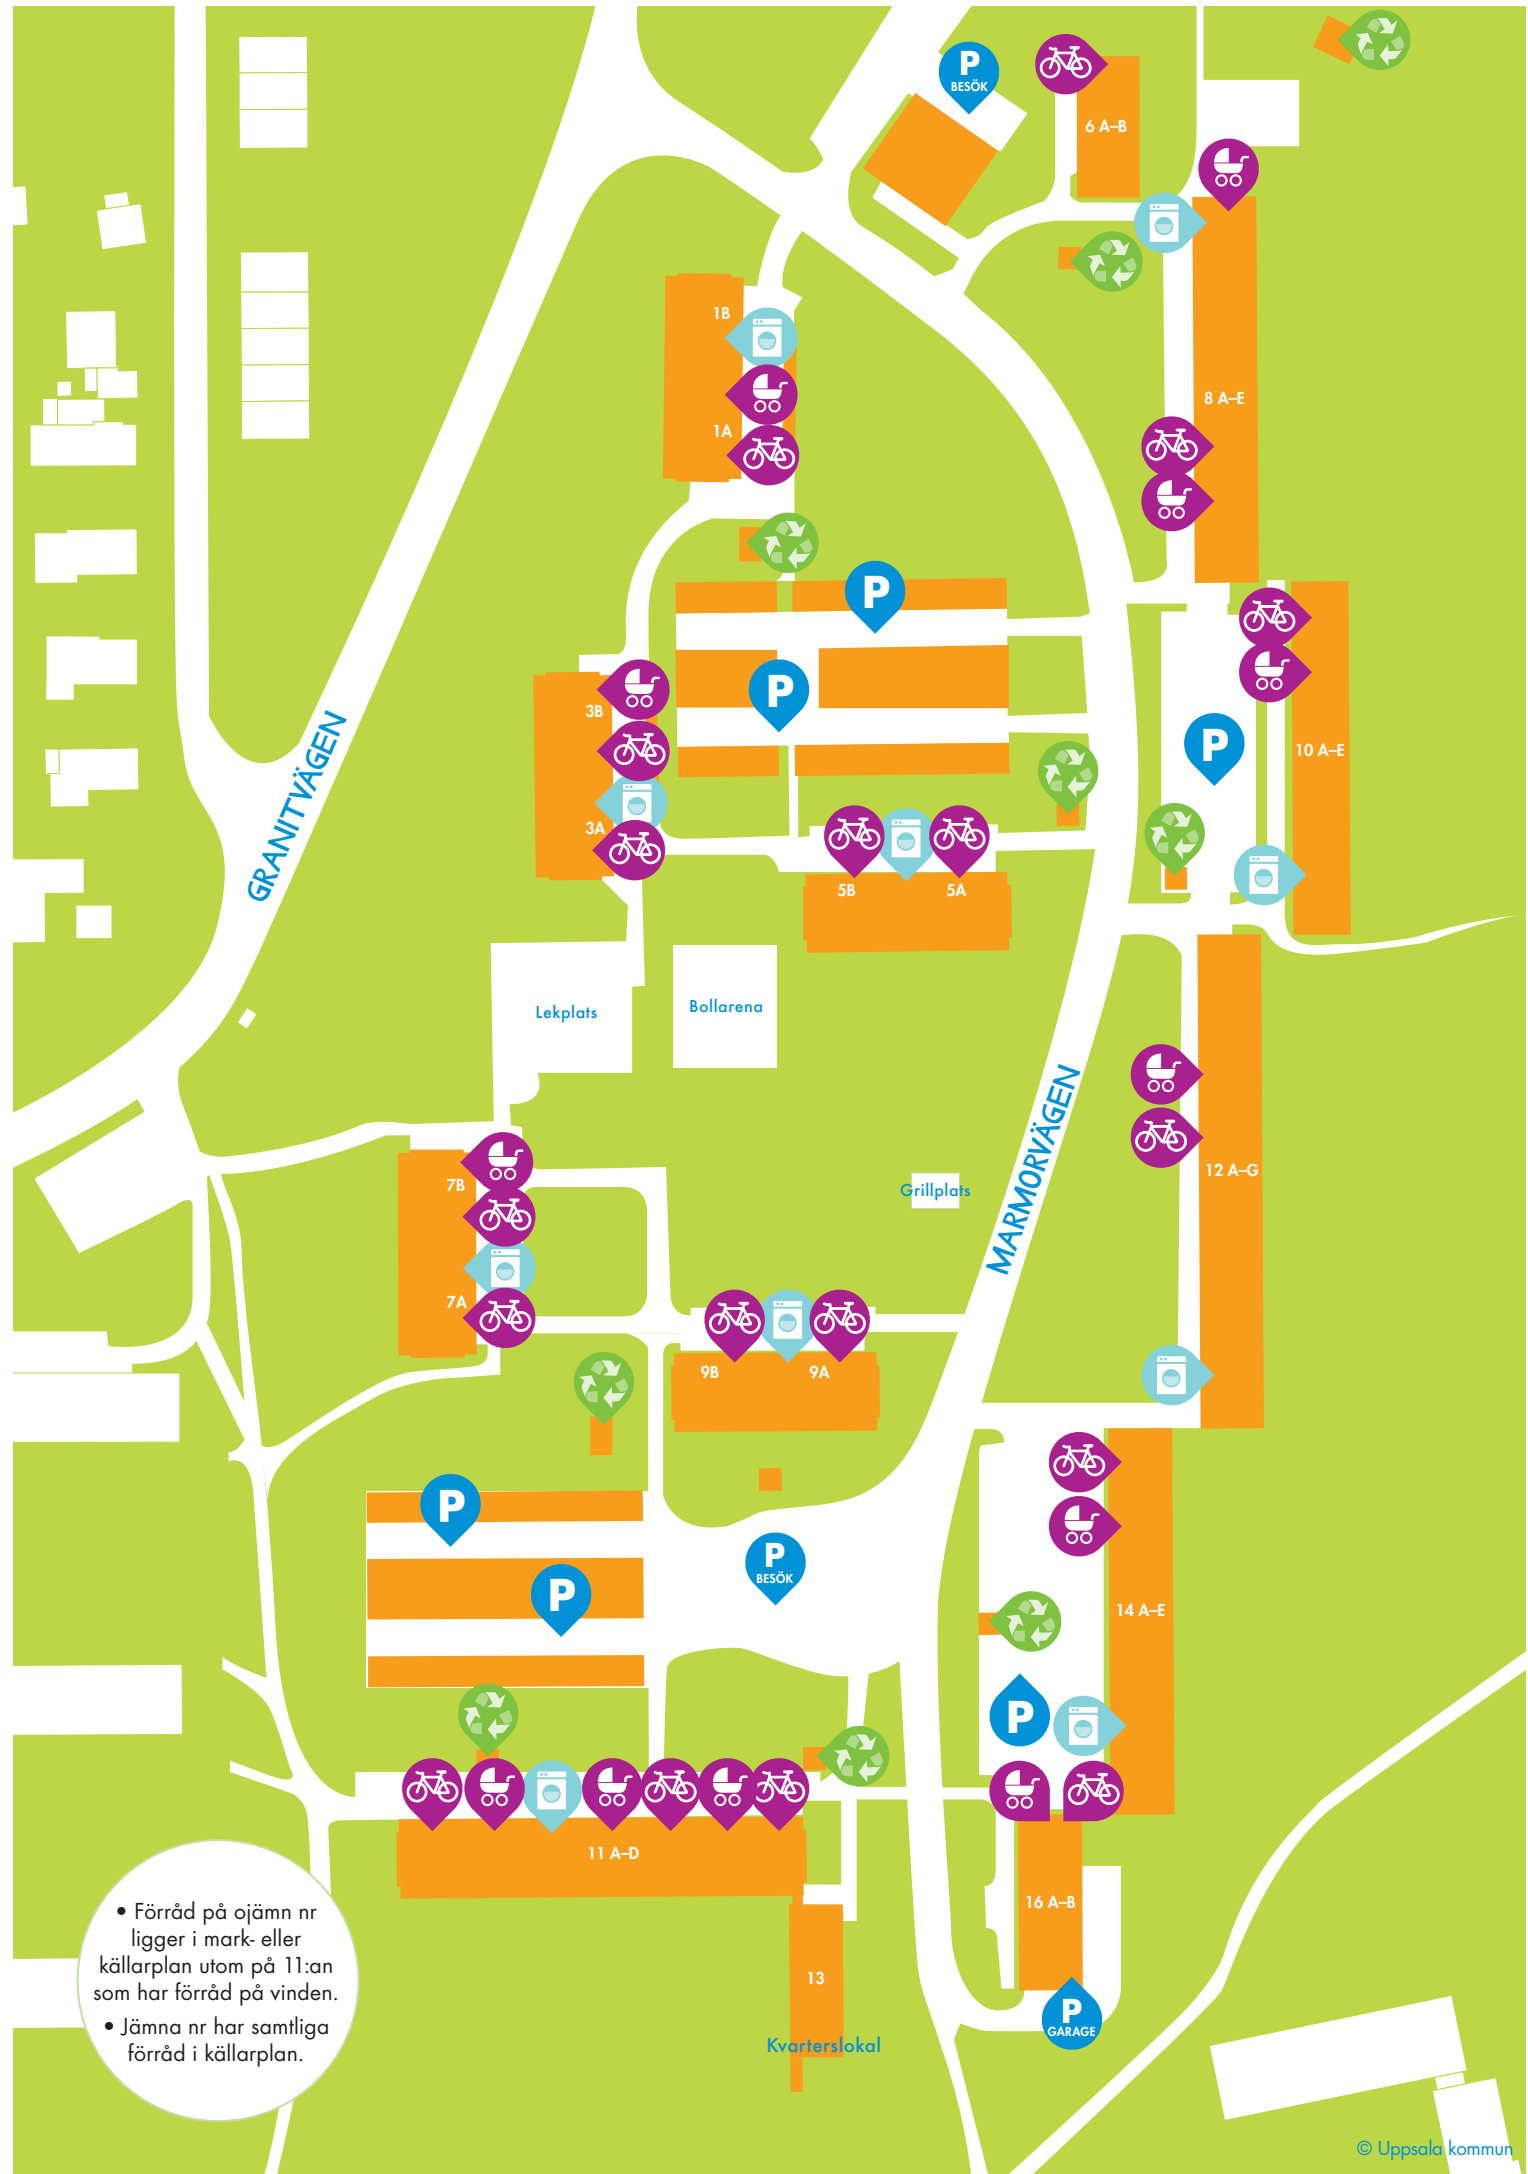 P
BESÖK
6 A–B
1B
8 A–E
1A
P
P
3B
GRANITVÄGEN
P
10 A–E
3A
5B
5A
Lekplats
Bollarena
MARMORVÄGEN
12 A–G
7B
Grillplats
7A
9B
9A
P
P
BESÖK
P
14 A–E
P
11 A–D
16 A–B
• Förråd på ojämn nr
ligger i mark- eller
källarplan utom på 11:an
som har förråd på vinden.
• Jämna nr har samtliga
förråd i källarplan.
13
P
GARAGE
Kvarterslokal
© Uppsala kommun